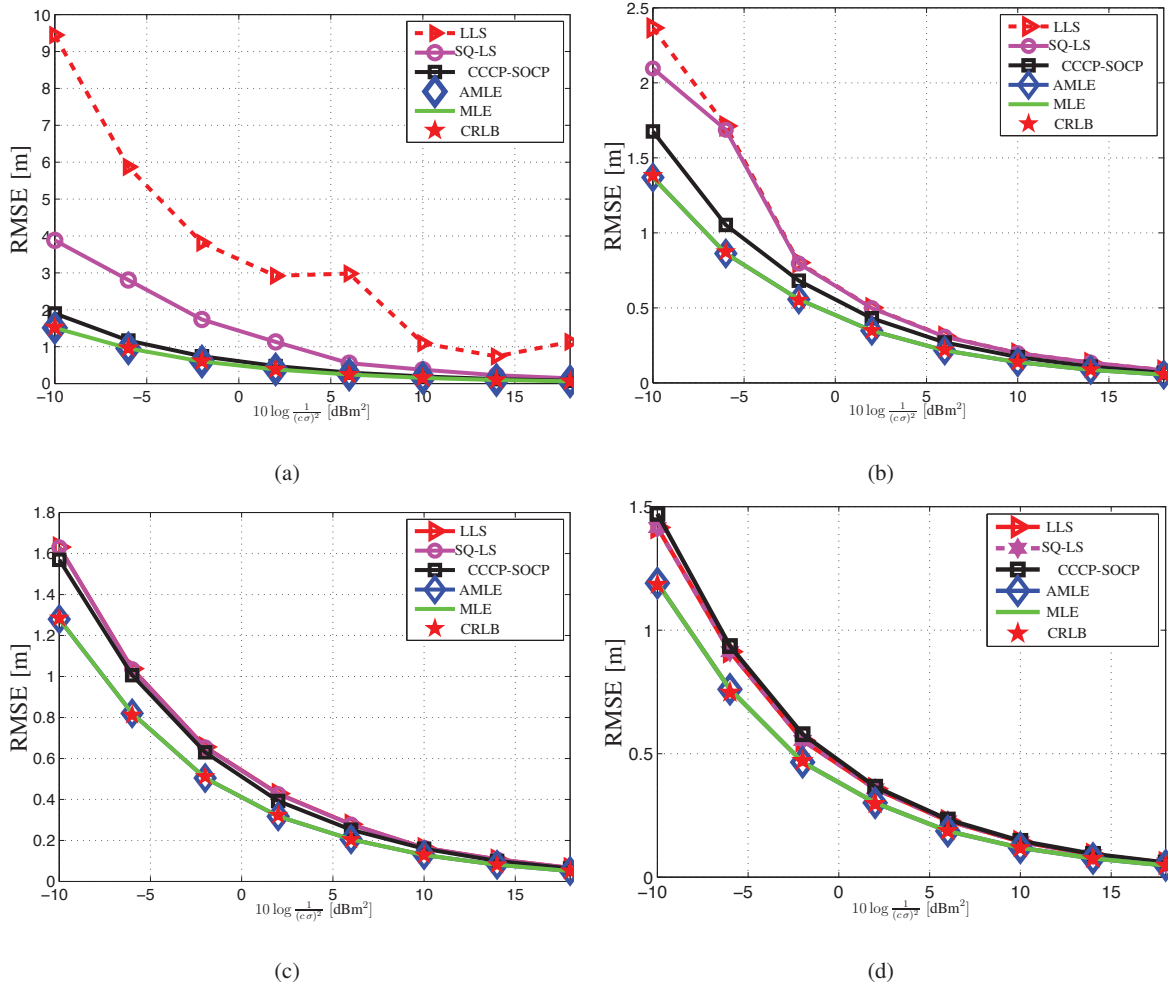 10
9
8
7
6
5
4
3
2
1
0
−10
−5
0
5
10
15
RMSE [m]
10 log 1/(c σ)² [dBm²]
LLS
SQ-LS
CCCP-SOCP
AMLE
MLE
CRLB
(a)
2.5
2
1.5
1
0.5
0
−10
−5
0
5
10
15
RMSE [m]
10 log 1/(c σ)² [dBm²]
LLS
SQ-LS
CCCP-SOCP
AMLE
MLE
CRLB
(b)
1.8
1.6
1.4
1.2
1
0.8
0.6
0.4
0.2
0
−10
−5
0
5
10
15
RMSE [m]
10 log 1/(c σ)² [dBm²]
LLS
SQ-LS
CCCP-SOCP
AMLE
MLE
CRLB
(c)
1.5
1
0.5
0
−10
−5
0
5
10
15
RMSE [m]
10 log 1/(c σ)² [dBm²]
LLS
SQ-LS
CCCP-SOCP
AMLE
MLE
CRLB
(d)